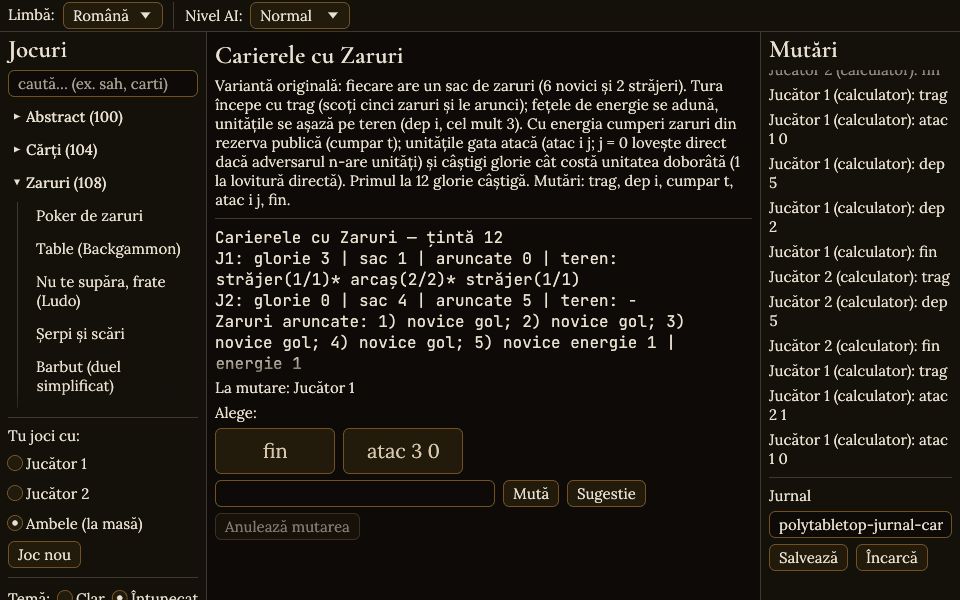 Limbă: Română ▼ Nivel AI: Normal ▼
Jocuri
caută... (ex. sah, carti)
▸ Abstract (100)
▸ Cărți (104)
▾ Zaruri (108)
Poker de zaruri
Table (Backgammon)
Nu te supăra, frate
(Ludo)
Șerpi și scări
Barbut (duel
simplificat)
Tu joci cu:
Jucător 1
Jucător 2
Ambele (la masă)
Joc nou
Temă: Clar Întunecat
Carierele cu Zaruri
Variantă originală: fiecare are un sac de zaruri (6 novici și 2 străjeri). Tura
începe cu trag (scoți cinci zaruri și le arunci); fețele de energie se adună,
unitățile se așază pe teren (dep i, cel mult 3). Cu energia cumperi zaruri din
rezerva publică (cumpar t); unitățile gata atacă (atac i j; j = 0 lovește direct
dacă adversarul n-are unități) și câștigi glorie cât costă unitatea doborâtă (1
la lovitură directă). Primul la 12 glorie câștigă. Mutări: trag, dep i, cumpar t,
atac i j, fin.
Carierele cu Zaruri — țintă 12
J1: glorie 3 | sac 1 | aruncate 0 | teren:
străjer(1/1)* arcaș(2/2)* străjer(1/1)
J2: glorie 0 | sac 4 | aruncate 5 | teren: -
Zaruri aruncate: 1) novice gol; 2) novice gol; 3)
novice gol; 4) novice gol; 5) novice energie 1 |
energie 1
La mutare: Jucător 1
Alege:
fin atac 3 0
Mută Sugestie
Anulează mutarea
Mutări
Jucător 2 (calculator): fin
Jucător 1 (calculator): trag
Jucător 1 (calculator): atac
1 0
Jucător 1 (calculator): dep
5
Jucător 1 (calculator): dep
2
Jucător 1 (calculator): fin
Jucător 2 (calculator): trag
Jucător 2 (calculator): dep
5
Jucător 2 (calculator): fin
Jucător 1 (calculator): trag
Jucător 1 (calculator): atac
2 1
Jucător 1 (calculator): atac
1 0
Jurnal
polytabletop-jurnal-car
Salvează Încarcă